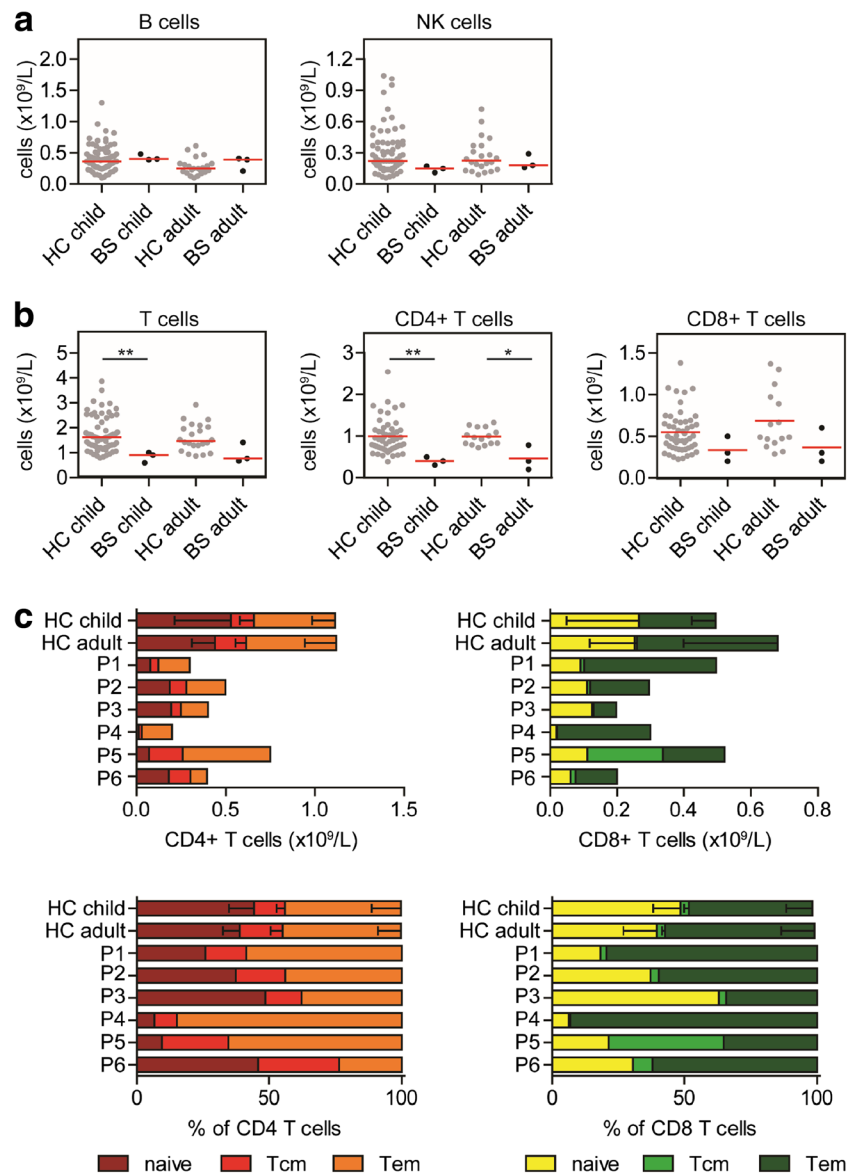 a
B cells
NK cells
cells (x10⁹/L)
2.0
1.5
1.0
0.5
0.0
HC child
BS child
HC adult
BS adult
cells (x10⁹/L)
1.2
0.9
0.6
0.3
0.0
HC child
BS child
HC adult
BS adult
b
T cells
CD4+ T cells
CD8+ T cells
cells (x10⁹/L)
5
4
3
2
1
0
**
HC child
BS child
HC adult
BS adult
cells (x10⁹/L)
3
2
1
0
**
*
HC child
BS child
HC adult
BS adult
cells (x10⁹/L)
1.5
1.0
0.5
0.0
HC child
BS child
HC adult
BS adult
c
HC child
HC adult
P1
P2
P3
P4
P5
P6
0.0 0.5 1.0 1.5
CD4+ T cells (x10⁹/L)
HC child
HC adult
P1
P2
P3
P4
P5
P6
0.0 0.2 0.4 0.6 0.8
CD8+ T cells (x10⁹/L)
HC child
HC adult
P1
P2
P3
P4
P5
P6
0 50 100
% of CD4 T cells
naive Tcm Tem
HC child
HC adult
P1
P2
P3
P4
P5
P6
0 50 100
% of CD8 T cells
naive Tcm Tem